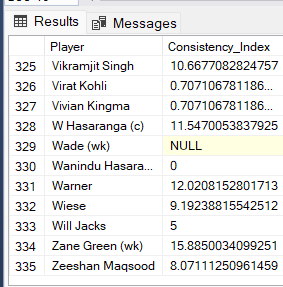 Results Messages
Player Consistency_Index
325 Vikramjit Singh 10.6677082824757
326 Virat Kohli 0.707106781186...
327 Vivian Kingma 0.707106781186...
328 W Hasaranga (c) 11.5470053837925
329 Wade (wk) NULL
330 Wanindu Hasara... 0
331 Warner 12.0208152801713
332 Wiese 9.19238815542512
333 Will Jacks 5
334 Zane Green (wk) 15.8850034099251
335 Zeeshan Maqsood 8.07111250961459